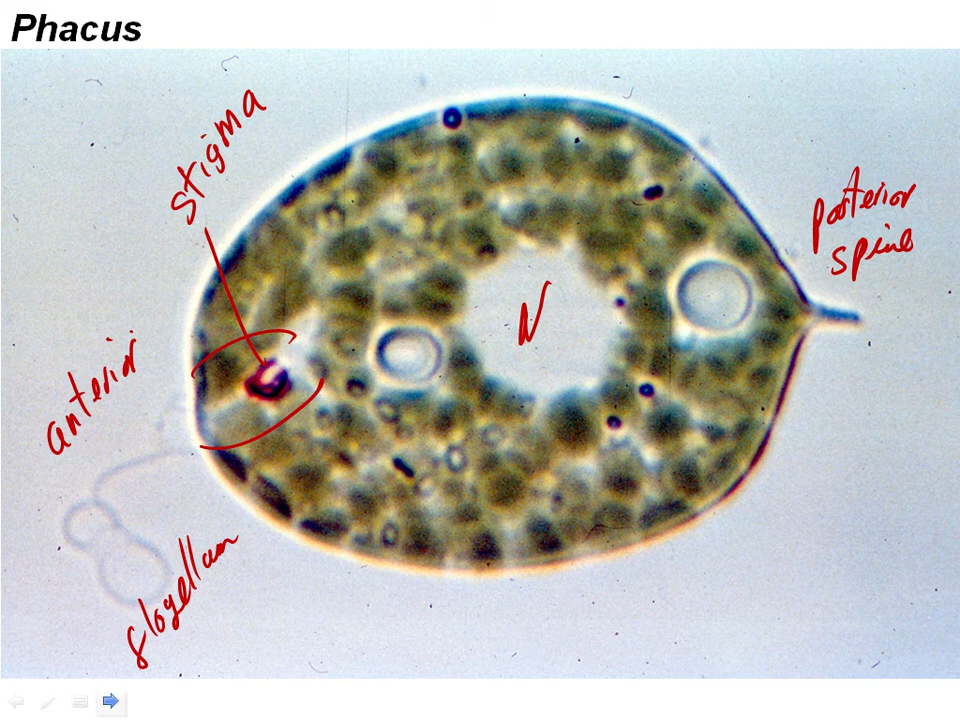 Phacus
stigma
posterior
spine
N
anterior
flagellum